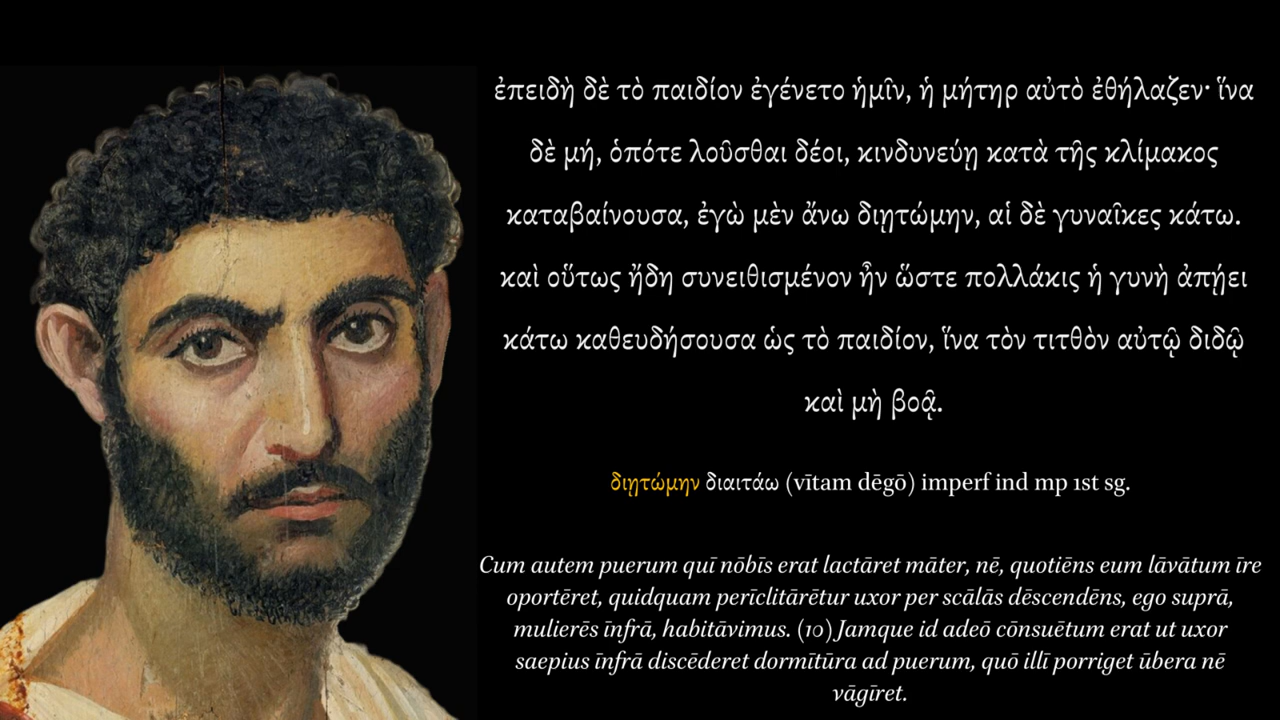 ἐπειδὴ δὲ τὸ παιδίον ἐγένετο ἡμῖν, ἡ μήτηρ αὐτὸ ἐθήλαζεν· ἵνα
δὲ μή, ὁπότε λοῦσθαι δέοι, κινδυνεύῃ κατὰ τῆς κλίμακος
καταβαίνουσα, ἐγὼ μὲν ἄνω διῃτώμην, αἱ δὲ γυναῖκες κάτω.
καὶ οὕτως ἤδη συνειθισμένον ἦν ὥστε πολλάκις ἡ γυνὴ ἀπῄει
κάτω καθευδήσουσα ὡς τὸ παιδίον, ἵνα τὸν τιτθὸν αὐτῷ διδῷ
καὶ μὴ βοᾷ.
διῃτώμην διαιτάω (vītam dēgō) imperf ind mp 1st sg.
Cum autem puerum quī nōbīs erat lactāret māter, nē, quotiēns eum lāvātum īre
oportēret, quidquam perīclitārētur uxor per scālās dēscendēns, ego suprā,
mulierēs īnfrā, habitāvimus. (10) Jamque id adeō cōnsuētum erat ut uxor
saepius īnfrā discēderet dormītūra ad puerum, quō illī porriget ūbera nē
vāgīret.